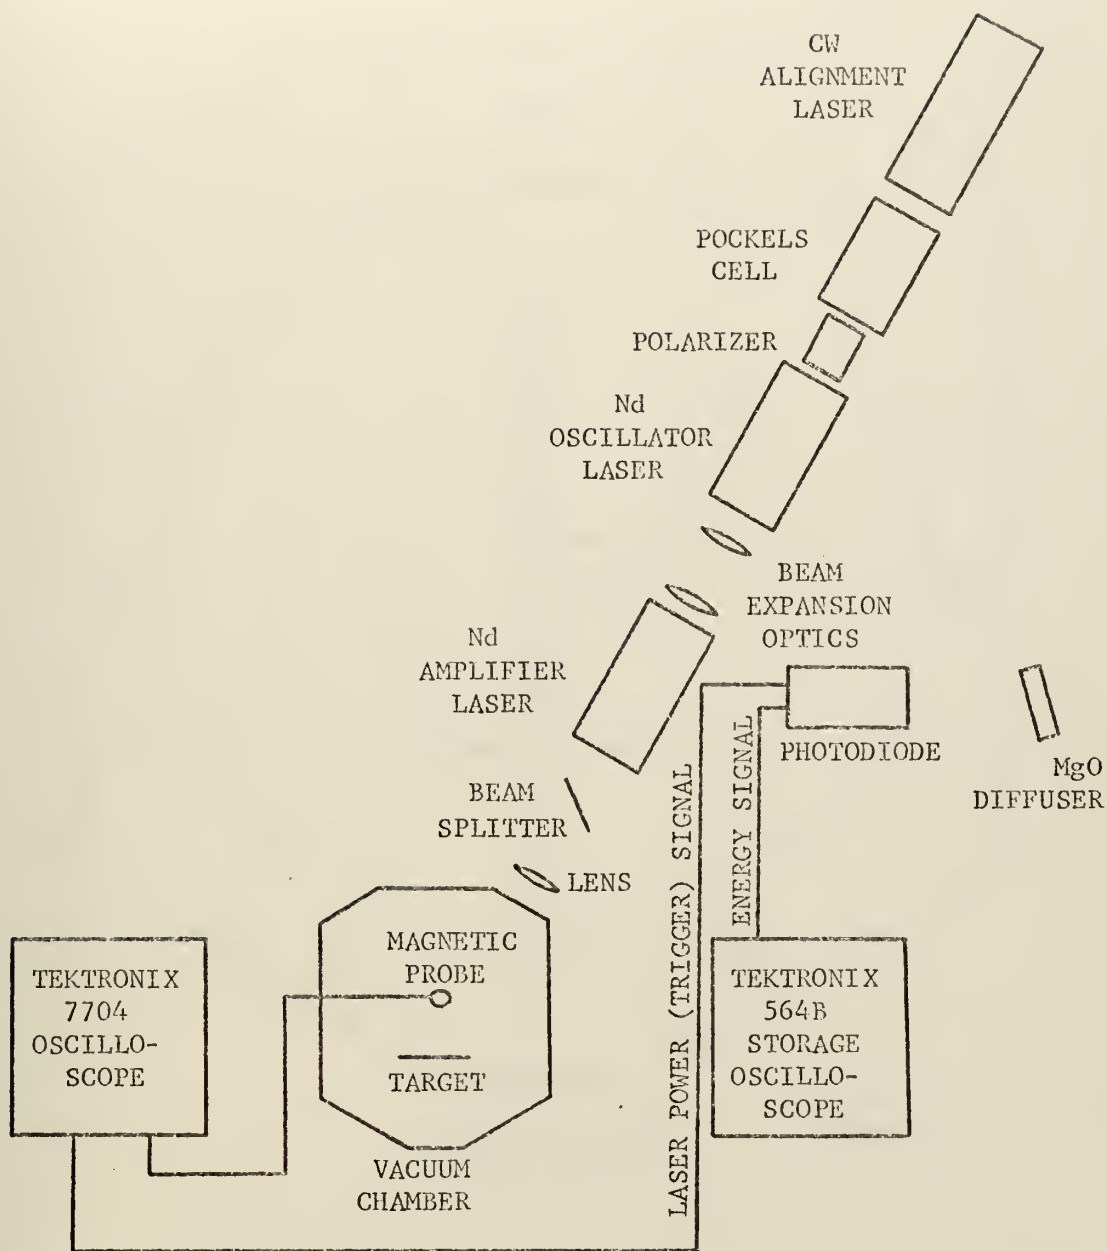 CW
ALIGNMENT
LASER
POCKELS
CELL
POLARIZER
Nd
OSCILLATOR
LASER
BEAM
EXPANSION
OPTICS
Nd
AMPLIFIER
LASER
PHOTODIODE
MgO
DIFFUSER
BEAM
SPLITTER
LENS
LASER POWER (TRIGGER) SIGNAL
ENERGY SIGNAL
MAGNETIC
PROBE
TARGET
VACUUM
CHAMBER
TEKTRONIX
7704
OSCILLO-
SCOPE
TEKTRONIX
564B
STORAGE
OSCILLO-
SCOPE